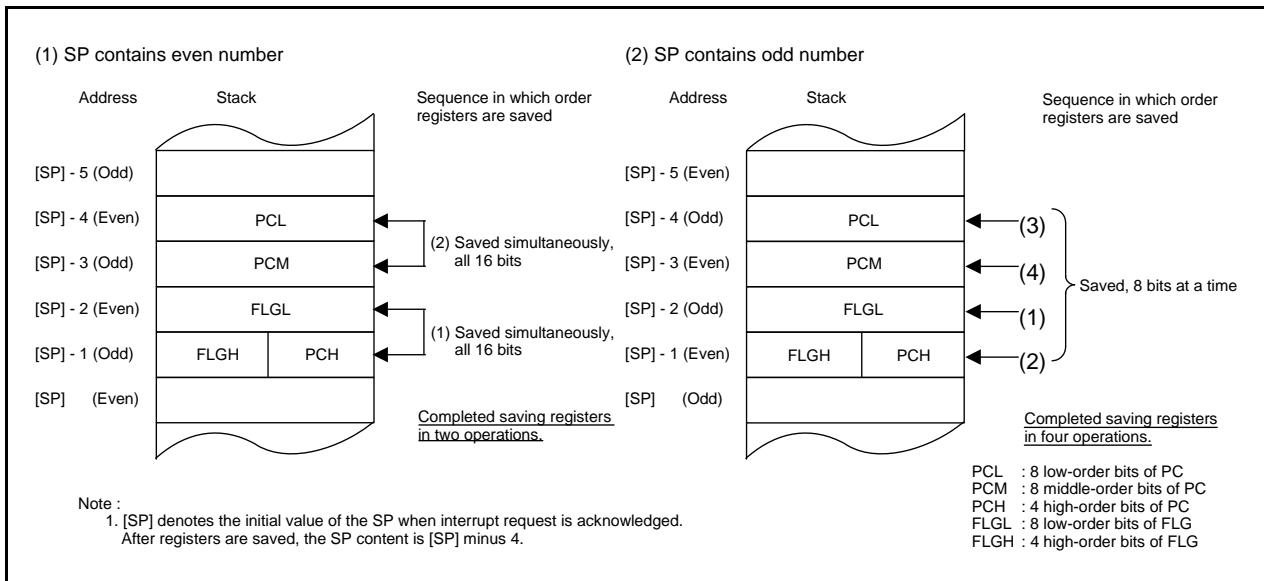 (1) SP contains even number
Address
Stack
Sequence in which order
registers are saved
[SP] - 5 (Odd)
[SP] - 4 (Even)
PCL
[SP] - 3 (Odd)
PCM
[SP] - 2 (Even)
FLGL
[SP] - 1 (Odd)
FLGH
PCH
[SP] (Even)
(2) Saved simultaneously,
all 16 bits
(1) Saved simultaneously,
all 16 bits
Completed saving registers
in two operations.
(2) SP contains odd number
Address
Stack
Sequence in which order
registers are saved
[SP] - 5 (Even)
[SP] - 4 (Odd)
PCL
(3)
[SP] - 3 (Even)
PCM
(4)
[SP] - 2 (Odd)
FLGL
(1)
[SP] - 1 (Even)
FLGH
PCH
(2)
[SP] (Odd)
Saved, 8 bits at a time
Completed saving registers
in four operations.
PCL : 8 low-order bits of PC
PCM : 8 middle-order bits of PC
PCH : 4 high-order bits of PC
FLGL : 8 low-order bits of FLG
FLGH : 4 high-order bits of FLG
Note :
1. [SP] denotes the initial value of the SP when interrupt request is acknowledged.
After registers are saved, the SP content is [SP] minus 4.